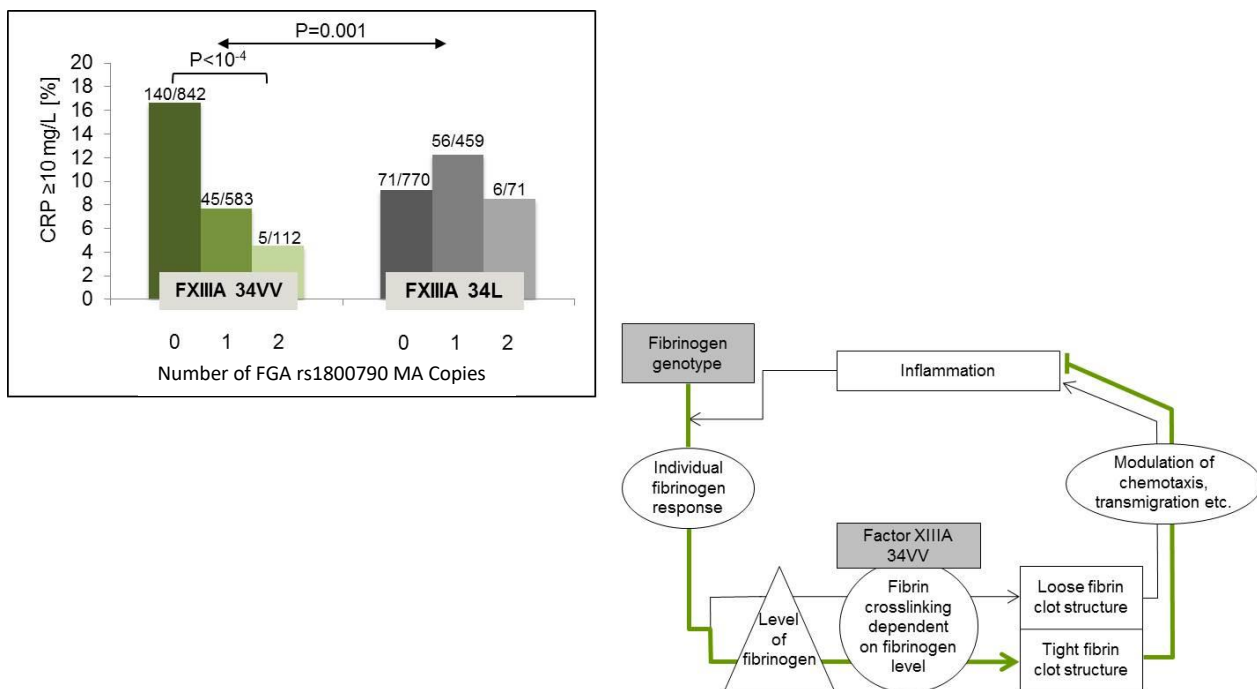 P=0.001
P<10-4
CRP ≥10 mg/L [%]
20
18
16
14
12
10
8
6
4
2
0
140/842
45/583
5/112
71/770
56/459
6/71
FXIIIA 34VV
FXIIIA 34L
0 1 2 0 1 2
Number of FGA rs1800790 MA Copies
Fibrinogen
genotype
Inflammation
Individual
fibrinogen
response
Modulation of
chemotaxis,
transmigration etc.
Factor XIIIA
34VV
Level
of
fibrinogen
Fibrin
crosslinking
dependent
on fibrinogen
level
Loose fibrin
clot structure
Tight fibrin
clot structure